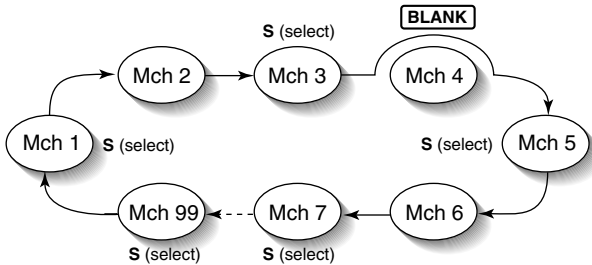 BLANK
S (select)
Mch 2
Mch 3
Mch 4
Mch 1
S (select)
S (select)
Mch 5
Mch 99
Mch 7
Mch 6
S (select)
S (select)